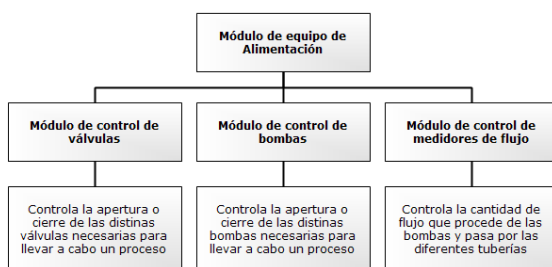 Módulo de equipo de
Alimentación
Módulo de control de
válvulas
Módulo de control de
bombas
Módulo de control de
medidores de flujo
Controla la apertura o
cierre de las distinas
válvulas necesarias para
llevar a cabo un proceso
Controla la apertura o
cierre de las distinas
bombas necesarias para
llevar a cabo un proceso
Controla la cantidad de
flujo que procede de las
bombas y pasa por las
diferentes tuberías